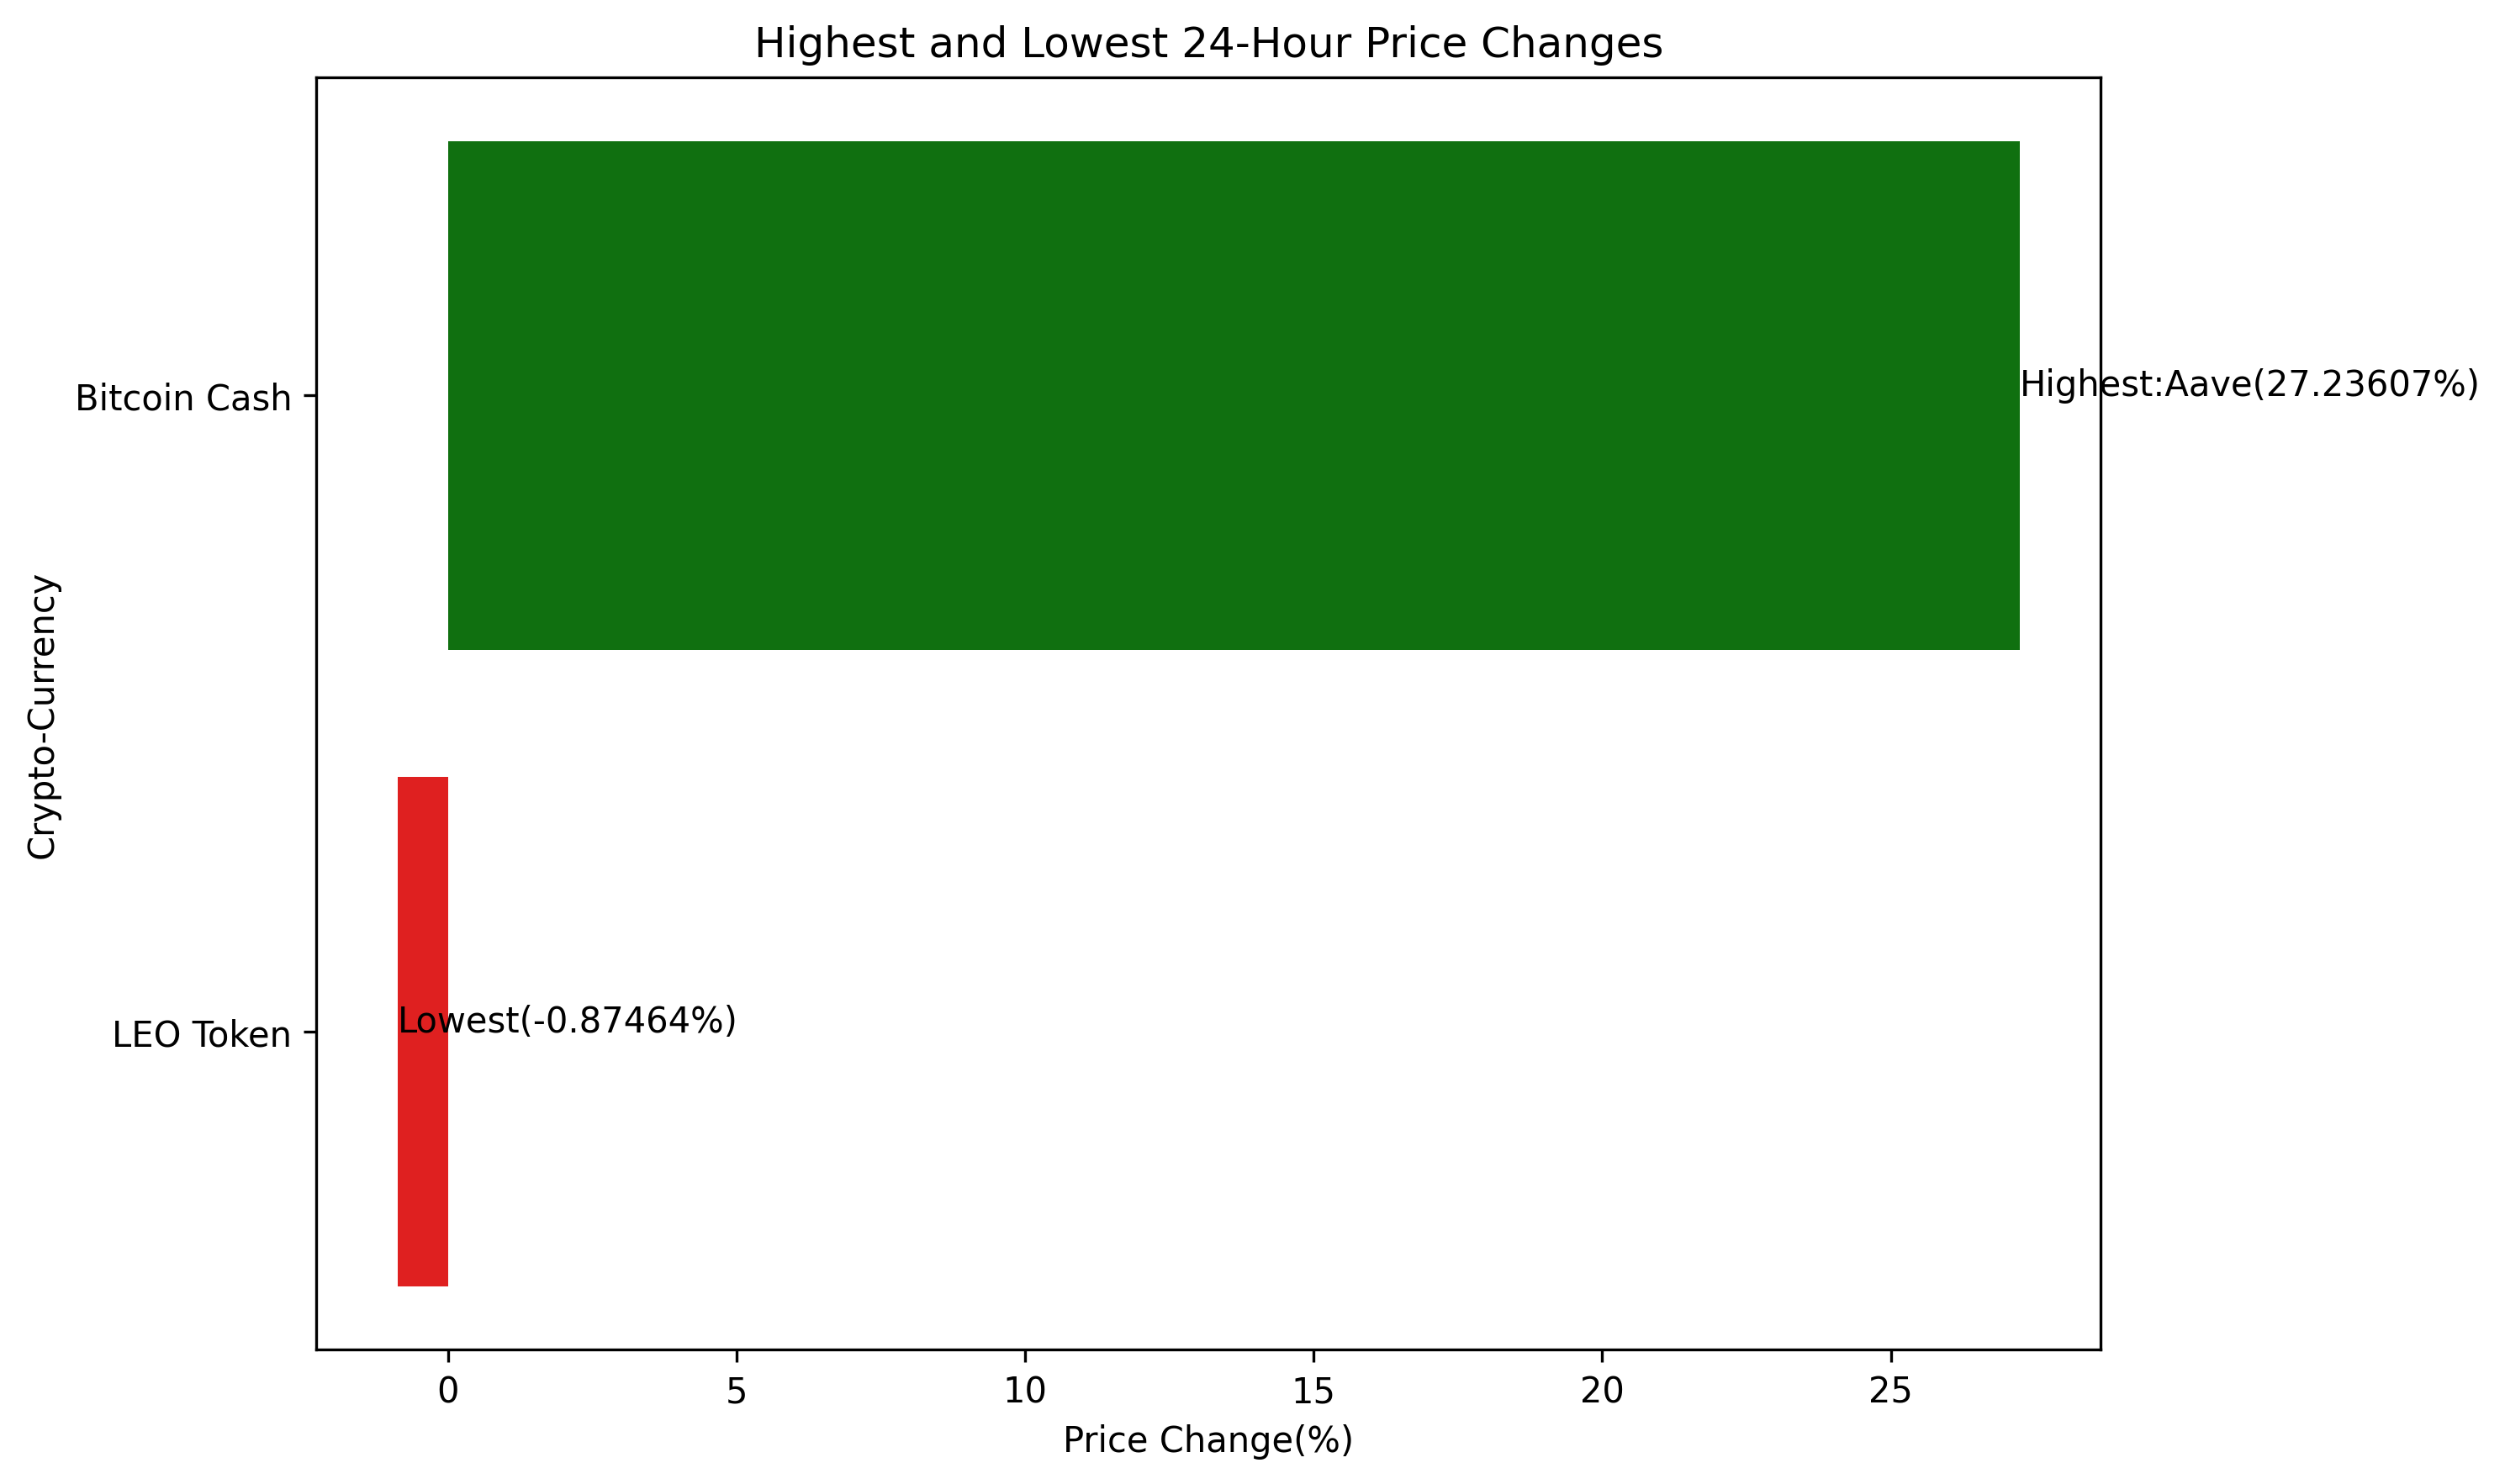 Highest and Lowest 24-Hour Price Changes
Bitcoin Cash
Highest:Aave(27.23607%)
Crypto-Currency
LEO Token
Lowest(-0.87464%)
0 5 10 15 20 25
Price Change(%)